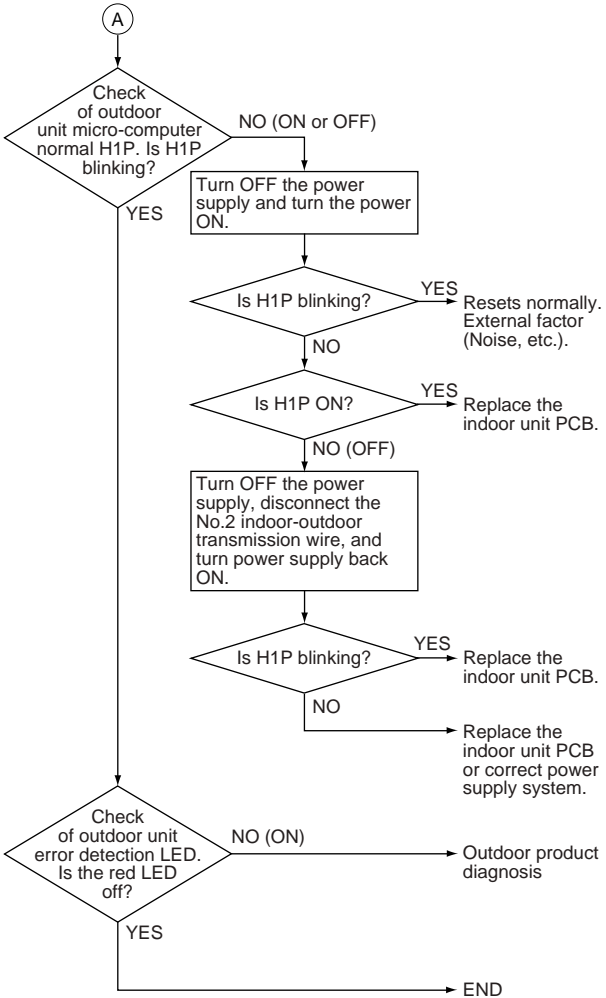 A
Check
of outdoor
unit micro-computer
normal H1P. Is H1P
blinking?
NO (ON or OFF)
YES
Turn OFF the power
supply and turn the power
ON.
Is H1P blinking?
YES
Resets normally.
External factor
(Noise, etc.).
NO
Is H1P ON?
YES
Replace the
indoor unit PCB.
NO (OFF)
Turn OFF the power
supply, disconnect the
No.2 indoor-outdoor
transmission wire, and
turn power supply back
ON.
Is H1P blinking?
YES
Replace the
indoor unit PCB.
NO
Replace the
indoor unit PCB
or correct power
supply system.
Check
of outdoor unit
error detection LED.
Is the red LED
off?
NO (ON)
Outdoor product
diagnosis
YES
END